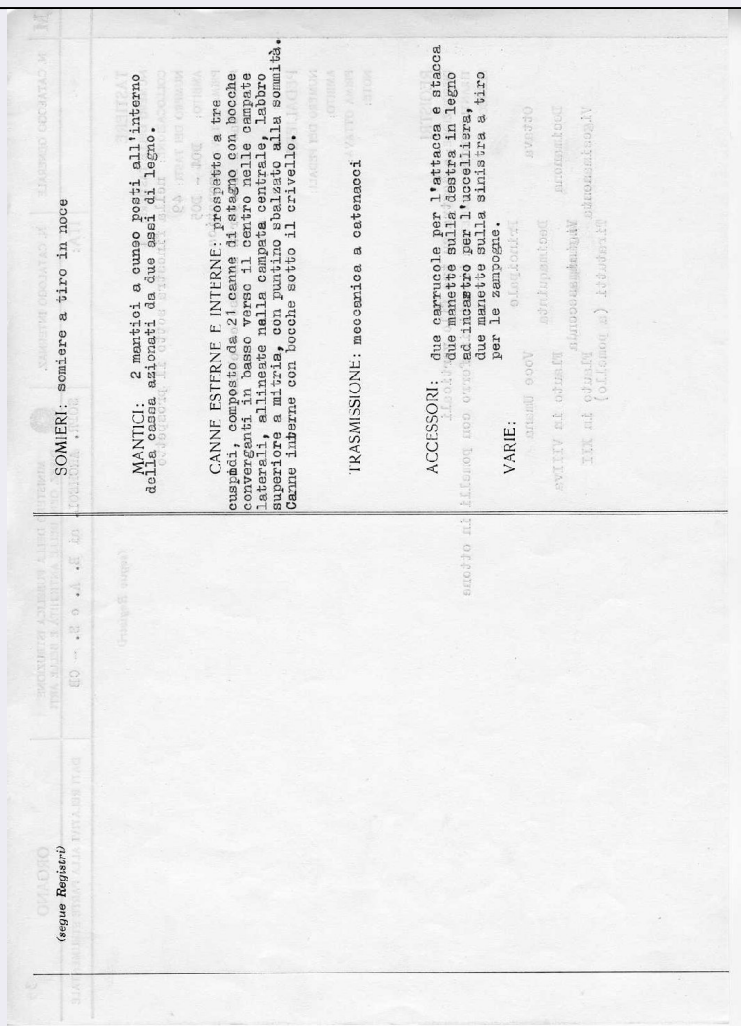 (segue Registri)
SOMIERI: somiere a tiro in noce
MANTICI: 2 mantici a cuneo posti all'interno
della cassa azionati da due assi di legno.
CANNE ESTERNE E INTERNE: prospetto a tre
cuspidi, composto da 21 canne di stagno con bocche
converganti in basso verso il centro nelle campate
laterali, allineate nella campata centrale, labbro
superiore a mitria, con puntino sbalzato alla sommità.
Canne interne con bocche sotto il crivello.
TRASMISSIONE: meccanica a catenacci
ACCESSORI: due carrucole per l'attacca e stacca
due manette sulla destra in legno
ad incastro per l'uccelliera,
due manette sulla sinistra a tiro
per le zampogne.
VARIE: